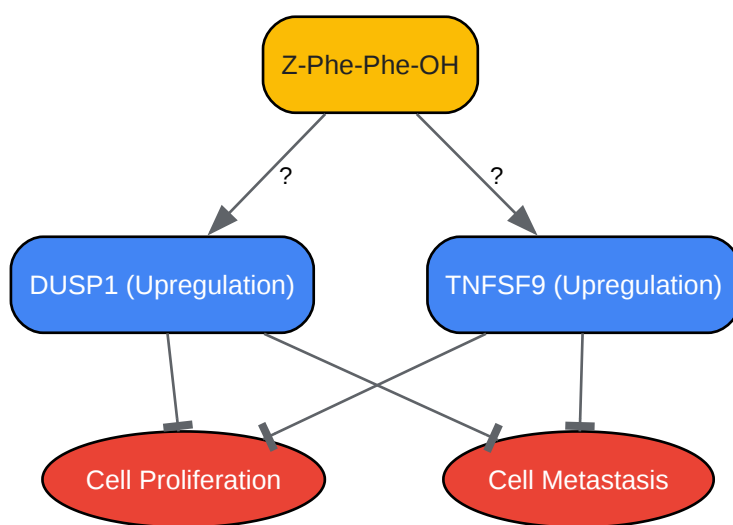 Z-Phe-Phe-OH
? ?
DUSP1 (Upregulation) TNFSF9 (Upregulation)
Cell Proliferation Cell Metastasis